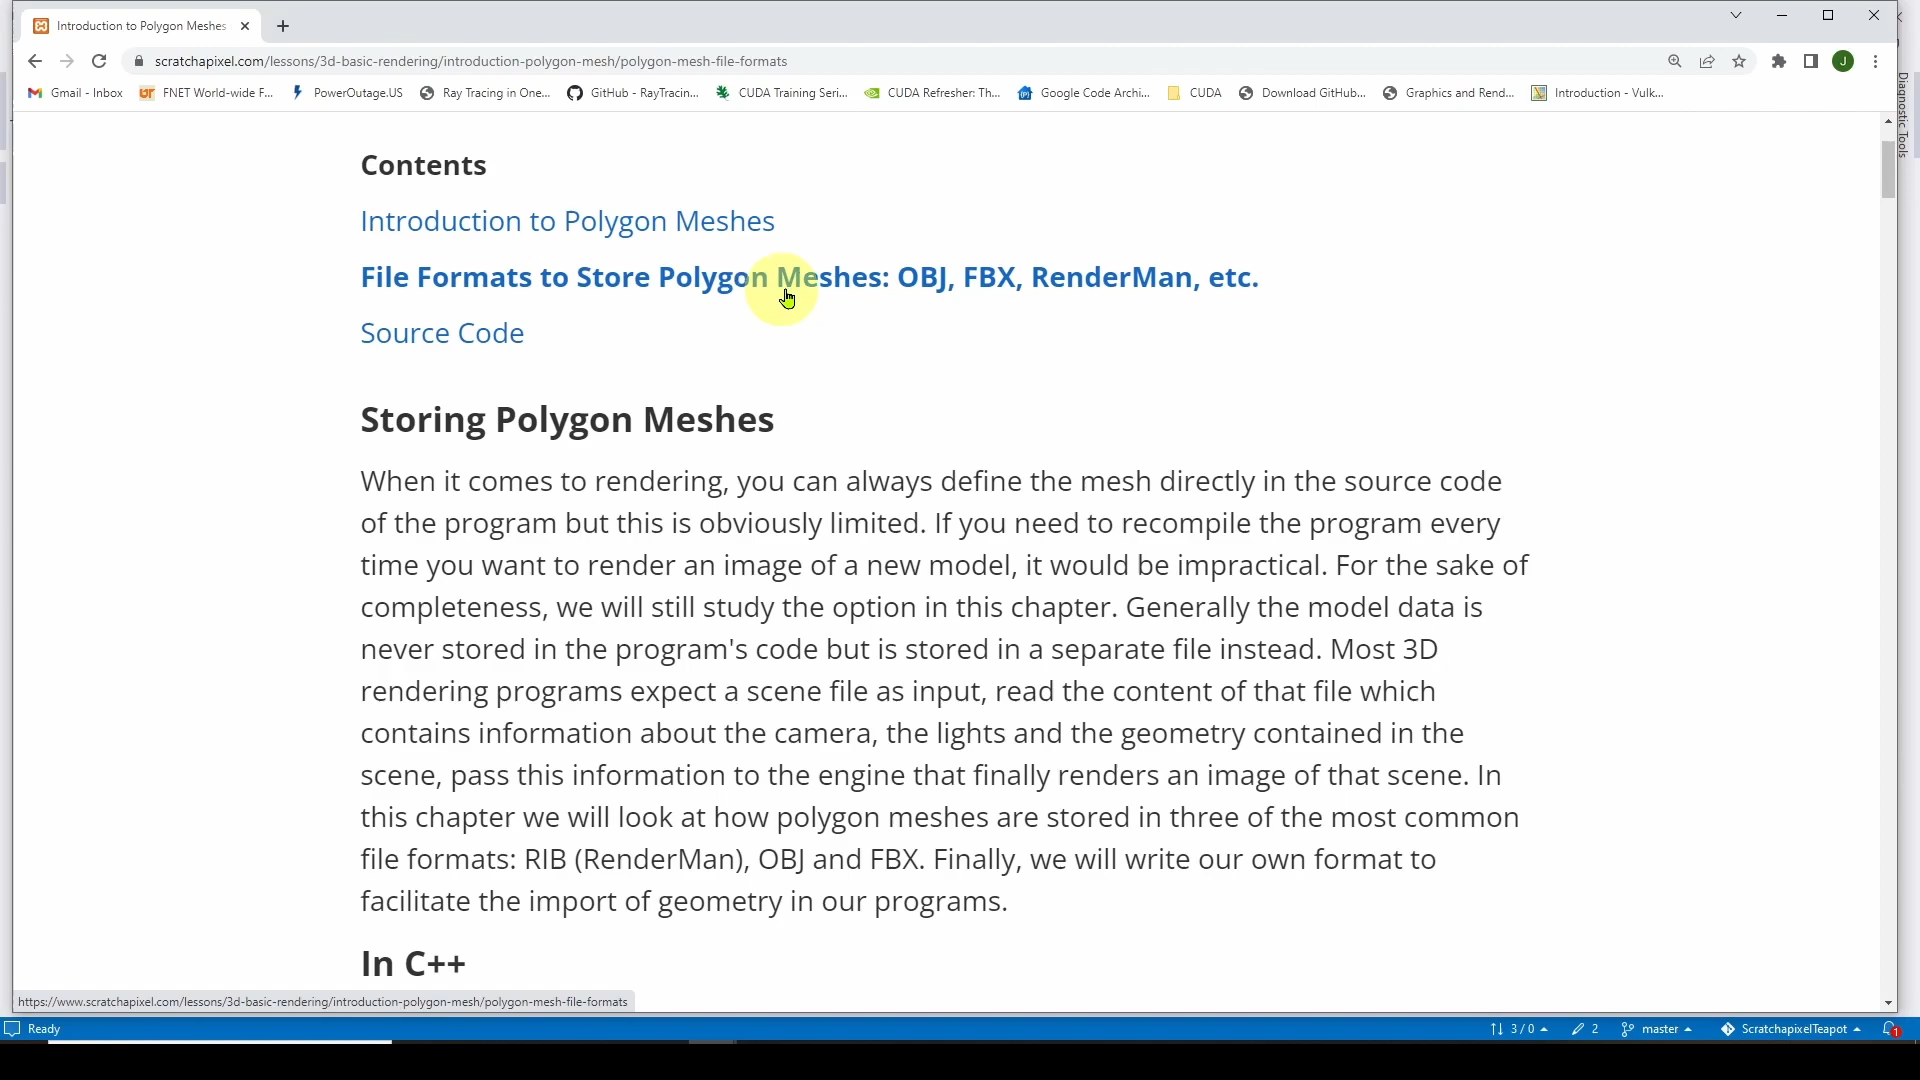 Introduction to Polygon Meshes
scratchapixel.com/lessons/3d-basic-rendering/introduction-polygon-mesh/polygon-mesh-file-formats
J
Gmail - Inbox
FNET World-wide F...
PowerOutage.US
Ray Tracing in One...
GitHub - RayTracin...
CUDA Training Seri...
CUDA Refresher: Th...
Google Code Archi...
CUDA
Download GitHub...
Graphics and Rend...
Introduction - Vulk...
Diagnostic Tools
Contents
Introduction to Polygon Meshes
File Formats to Store Polygon Meshes: OBJ, FBX, RenderMan, etc.
Source Code
Storing Polygon Meshes
When it comes to rendering, you can always define the mesh directly in the source code
of the program but this is obviously limited. If you need to recompile the program every
time you want to render an image of a new model, it would be impractical. For the sake of
completeness, we will still study the option in this chapter. Generally the model data is
never stored in the program's code but is stored in a separate file instead. Most 3D
rendering programs expect a scene file as input, read the content of that file which
contains information about the camera, the lights and the geometry contained in the
scene, pass this information to the engine that finally renders an image of that scene. In
this chapter we will look at how polygon meshes are stored in three of the most common
file formats: RIB (RenderMan), OBJ and FBX. Finally, we will write our own format to
facilitate the import of geometry in our programs.
In C++
https://www.scratchapixel.com/lessons/3d-basic-rendering/introduction-polygon-mesh/polygon-mesh-file-formats
Ready
3 / 0
2
master
ScratchapixelTeapot
1